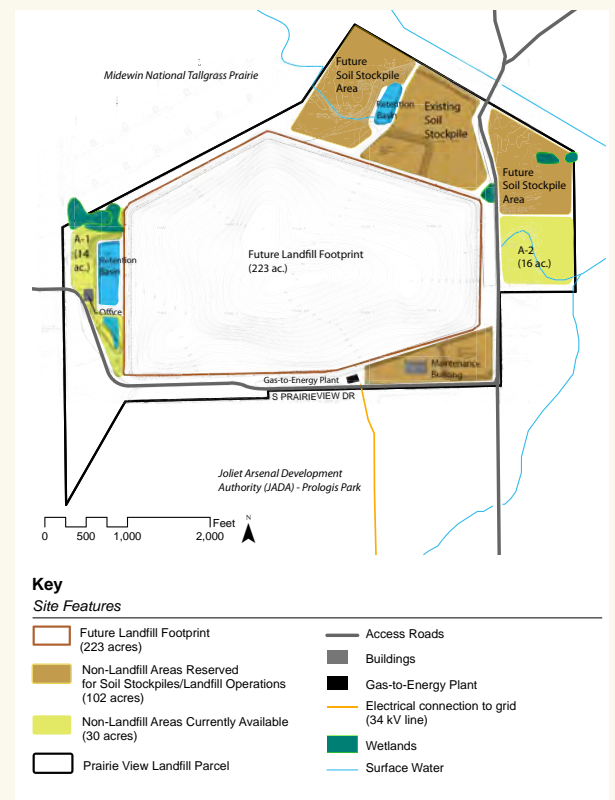 Midewin National Tallgrass Prairie
Future
Soil Stockpile
Area
Retention
Basin
Existing
Soil
Stockpile
Future
Soil Stockpile
Area
A-1
(14
ac.)
Retention
Basin
Office
Future Landfill Footprint
(223 ac.)
A-2
(16 ac.)
Maintenance
Building
Gas-to-Energy Plant
S PRAIRIEVIEW DR
Joliet Arsenal Development
Authority (JADA) - Prologis Park
Feet
0 500 1,000 2,000
N
Key
Site Features
Future Landfill Footprint
(223 acres)
Non-Landfill Areas Reserved
for Soil Stockpiles/Landfill Operations
(102 acres)
Non-Landfill Areas Currently Available
(30 acres)
Prairie View Landfill Parcel
Access Roads
Buildings
Gas-to-Energy Plant
Electrical connection to grid
(34 kV line)
Wetlands
Surface Water